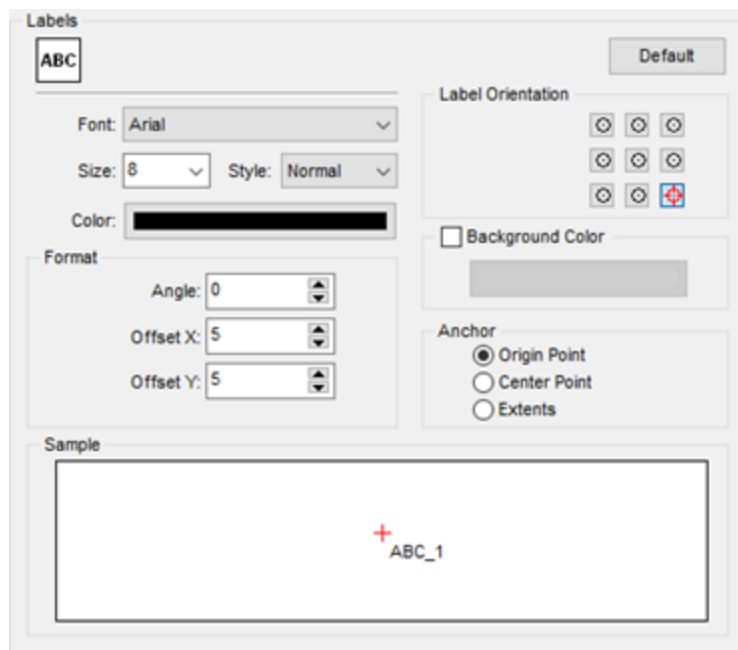 Labels
ABC
Default
Font: Arial
Size: 8 Style: Normal
Color:
Label Orientation
Background Color
Format
Angle: 0
Offset X: 5
Offset Y: 5
Anchor
Origin Point
Center Point
Extents
Sample
ABC_1